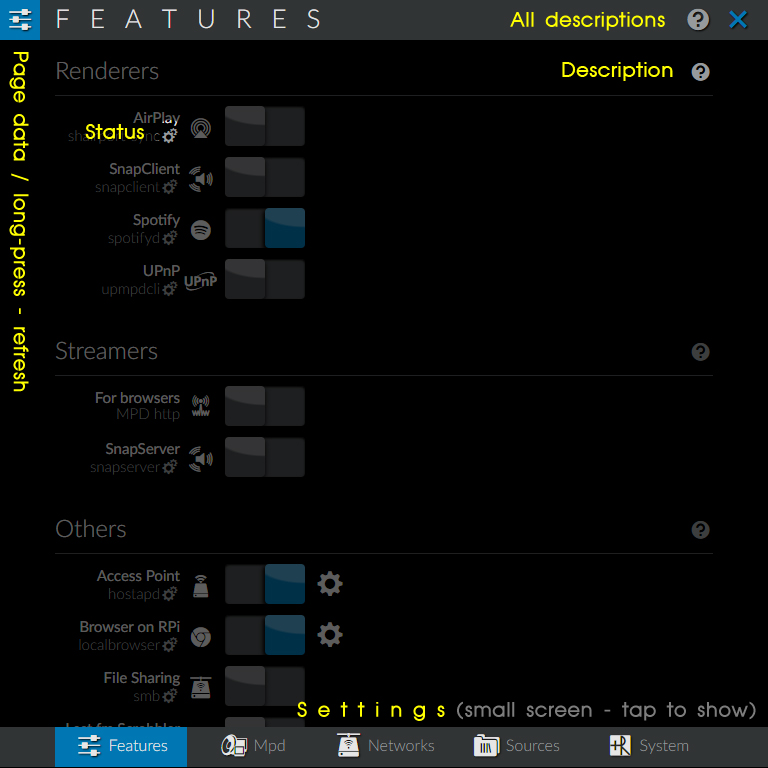 FEATURES
All descriptions
Page data / long-press - refresh
Renderers
Description
AirPlay
Status
SnapClient
snapclient
Spotify
spotifyd
UPnP
upmpdcli
UPnP
Streamers
For browsers
MPD http
www
SnapServer
snapserver
Others
Access Point
hostapd
Browser on RPi
localbrowser
File Sharing
smb
Settings (small screen - tap to show)
Features
Mpd
Networks
Sources
+R
System